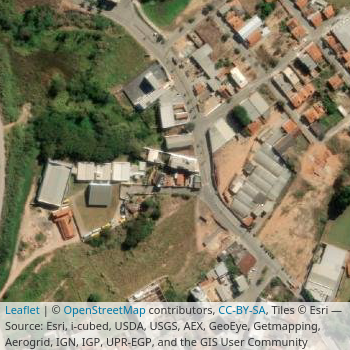 Leaflet | © OpenStreetMap contributors, CC-BY-SA, Tiles © Esri —
Source: Esri, i-cubed, USDA, USGS, AEX, GeoEye, Getmapping,
Aerogrid, IGN, IGP, UPR-EGP, and the GIS User Community